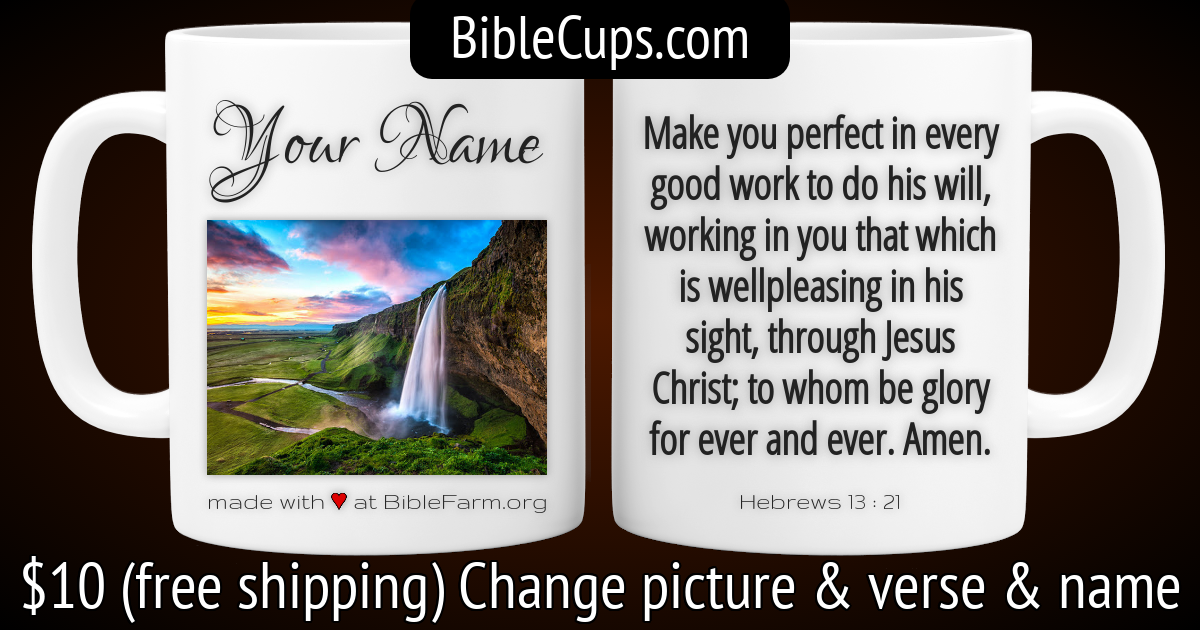 BibleCups.com
Your Name
made with ♥ at BibleFarm.org
Make you perfect in every
good work to do his will,
working in you that which
is wellpleasing in his
sight, through Jesus
Christ; to whom be glory
for ever and ever. Amen.
Hebrews 13 : 21
$10 (free shipping) Change picture & verse & name